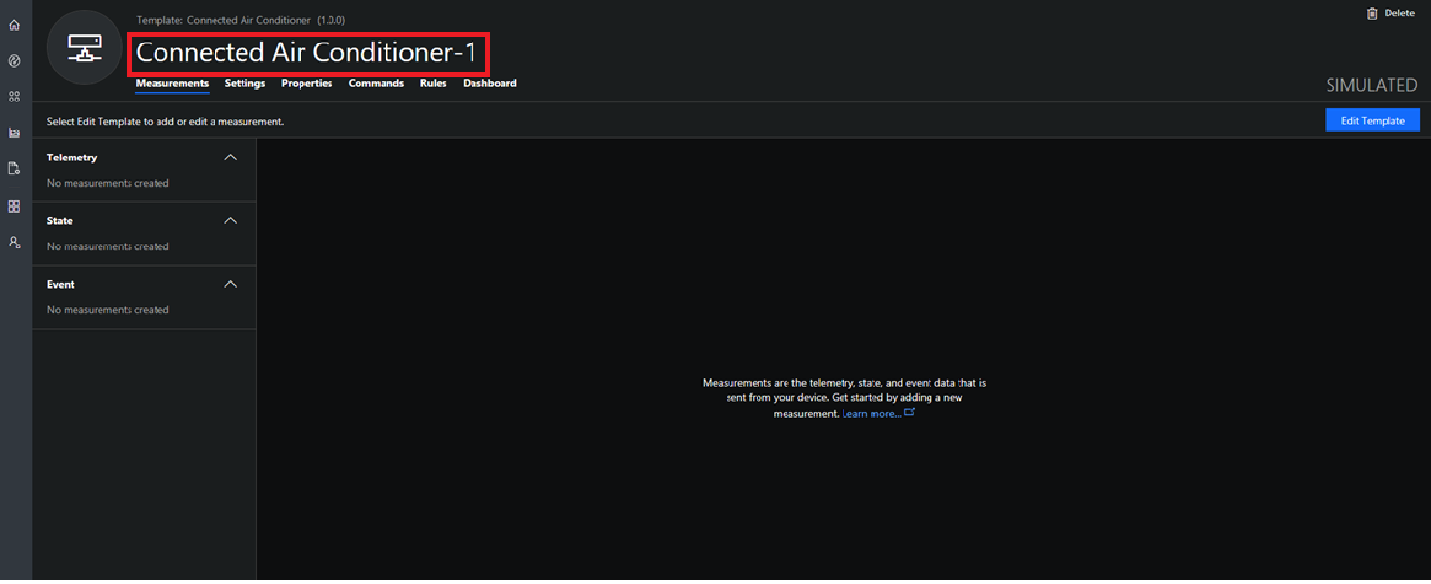 Template: Connected Air Conditioner (1.0.0)
Delete
Connected Air Conditioner-1
Measurements Settings Properties Commands Rules Dashboard
SIMULATED
Select Edit Template to add or edit a measurement.
Edit Template
Telemetry
No measurements created
State
No measurements created
Event
No measurements created
Measurements are the telemetry, state, and event data that is
sent from your device. Get started by adding a new
measurement. Learn more...